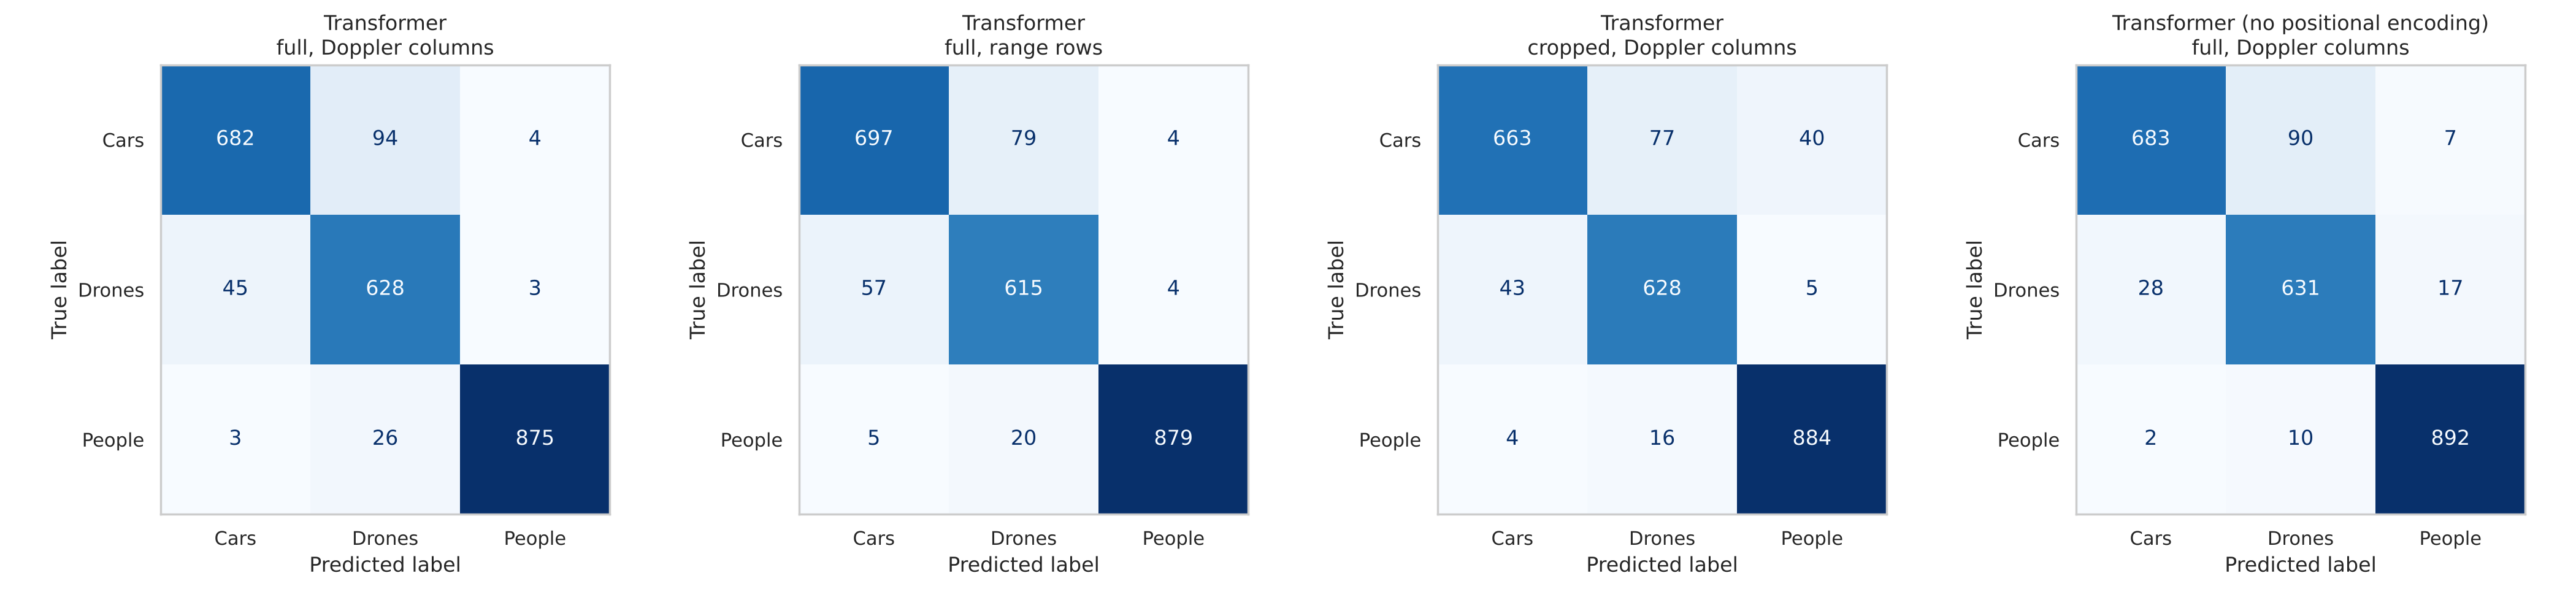 Transformer
full, Doppler columns
True label
Cars 682 94 4
Drones 45 628 3
People 3 26 875
Cars Drones People
Predicted label
Transformer
full, range rows
True label
Cars 697 79 4
Drones 57 615 4
People 5 20 879
Cars Drones People
Predicted label
Transformer
cropped, Doppler columns
True label
Cars 663 77 40
Drones 43 628 5
People 4 16 884
Cars Drones People
Predicted label
Transformer (no positional encoding)
full, Doppler columns
True label
Cars 683 90 7
Drones 28 631 17
People 2 10 892
Cars Drones People
Predicted label